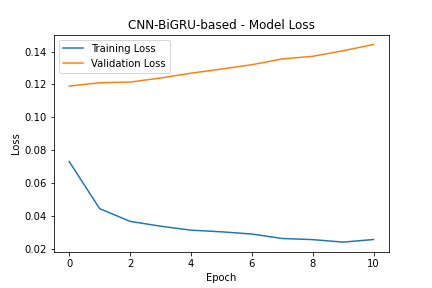 CNN-BiGRU-based - Model Loss
Training Loss
Validation Loss
0.14
0.12
0.10
0.08
0.06
0.04
0.02
Loss
0 2 4 6 8 10
Epoch